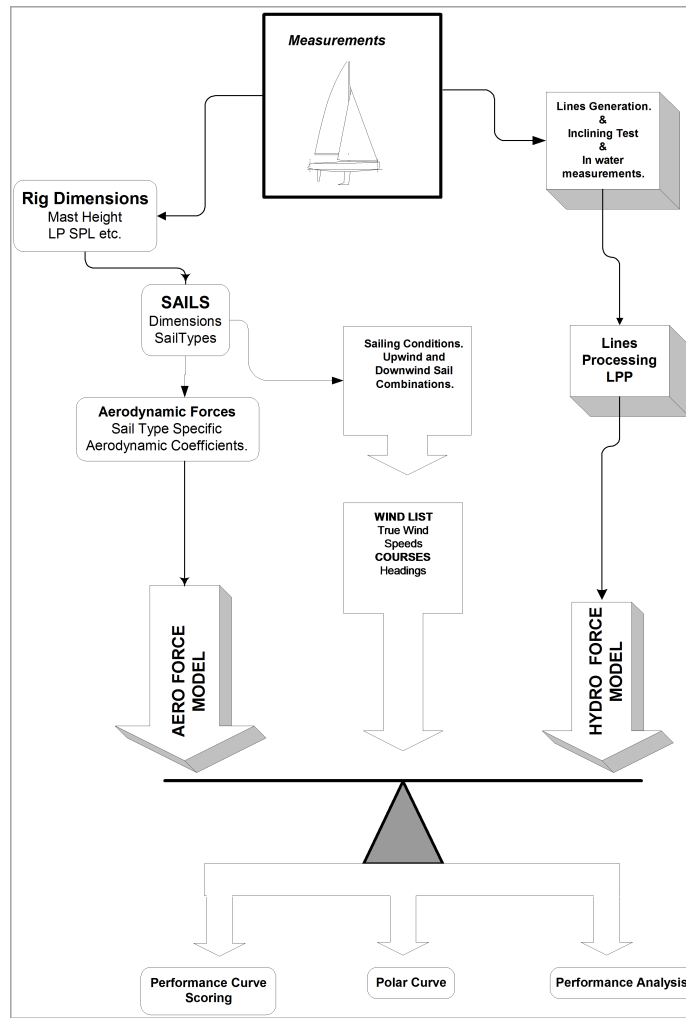 Measurements
Lines Generation.
&
Inclining Test
&
In water
measurements.
Rig Dimensions
Mast Height
LP SPL etc.
SAILS
Dimensions
SailTypes
Sailing Conditions.
Upwind and
Downwind Sail
Combinations.
Lines
Processing
LPP
Aerodynamic Forces
Sail Type Specific
Aerodynamic Coefficients.
WIND LIST
True Wind
Speeds
COURSES
Headings
AERO FORCE
MODEL
HYDRO FORCE
MODEL
Performance Curve
Scoring
Polar Curve
Performance Analysis